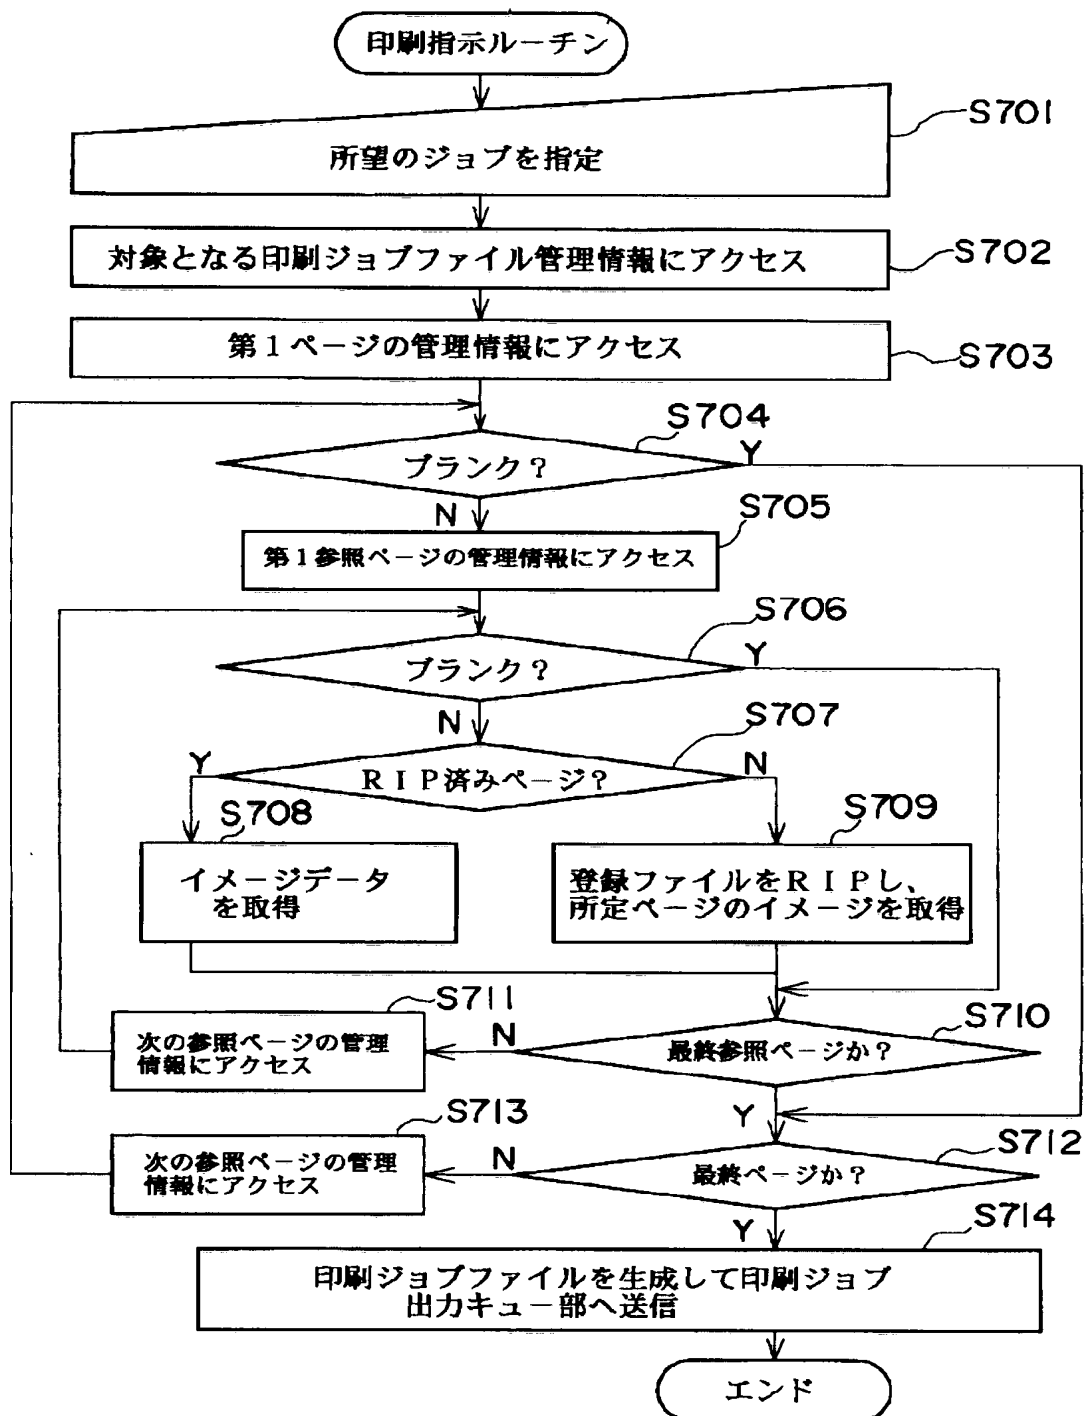 印刷指示ルーチン
S701
所望のジョブを指定
S702
対象となる印刷ジョブファイル管理情報にアクセス
S703
第1ページの管理情報にアクセス
S704
ブランク?
Y
N
S705
第1参照ページの管理情報にアクセス
S706
ブランク?
Y
N
S707
RIP済みページ?
Y
N
S708
イメージデータ
を取得
S709
登録ファイルをRIPし、
所定ページのイメージを取得
S710
最終参照ページか?
N
S711
次の参照ページの管理
情報にアクセス
Y
S712
最終ページか?
N
S713
次の参照ページの管理
情報にアクセス
Y
S714
印刷ジョブファイルを生成して印刷ジョブ
出力キュー部へ送信
エンド